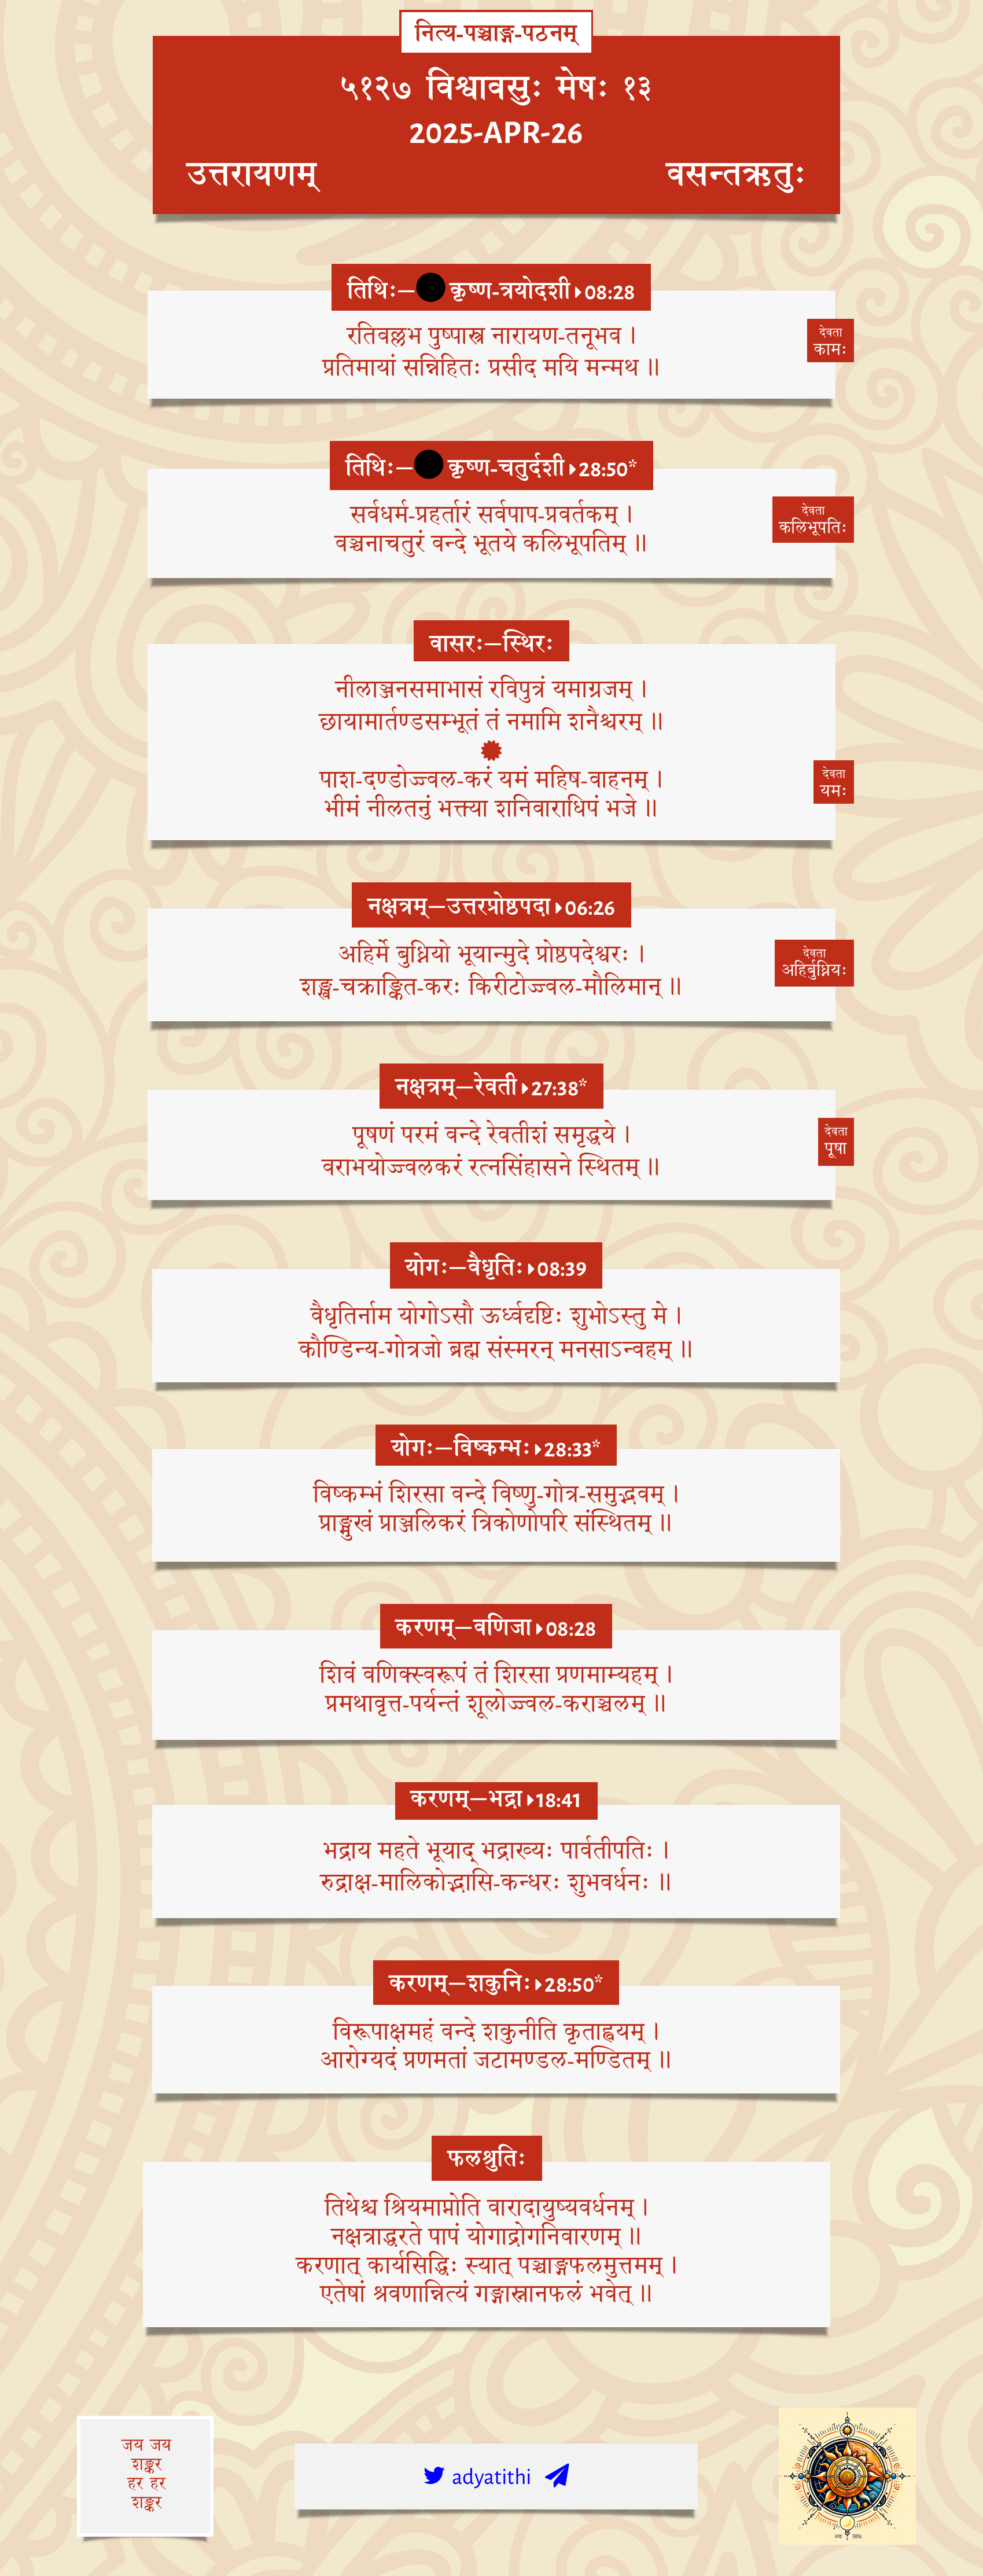 नित्य-पञ्चाङ्ग-पठनम्
५१२७ विश्वावसुः मेषः १३
2025-APR-26
उत्तरायणम् वसन्तऋतुः
तिथिः—कृष्ण-त्रयोदशी▸08:28
रतिवल्लभ पुष्पास्त्र नारायण-तनूभव ।
प्रतिमायां सन्निहितः प्रसीद मयि मन्मथ ॥
देवता
कामः
तिथिः—कृष्ण-चतुर्दशी▸28:50*
सर्वधर्म-प्रहर्तारं सर्वपाप-प्रवर्तकम् ।
वञ्चनाचतुरं वन्दे भूतये कलिभूपतिम् ॥
देवता
कलिभूपतिः
वासरः—स्थिरः
नीलाञ्जनसमाभासं रविपुत्रं यमाग्रजम् ।
छायामार्तण्डसम्भूतं तं नमामि शनैश्चरम् ॥
पाश-दण्डोज्ज्वल-करं यमं महिष-वाहनम् ।
भीमं नीलतनुं भक्त्या शनिवाराधिपं भजे ॥
देवता
यमः
नक्षत्रम्—उत्तरप्रोष्ठपदा▸06:26
अहिर्मे बुध्नियो भूयान्मुदे प्रोष्ठपदेश्वरः ।
शङ्ख-चक्राङ्कित-करः किरीटोज्ज्वल-मौलिमान् ॥
देवता
अहिर्बुध्नियः
नक्षत्रम्—रेवती▸27:38*
पूषणं परमं वन्दे रेवतीशं समृद्धये ।
वराभयोज्ज्वलकरं रत्नसिंहासने स्थितम् ॥
देवता
पूषा
योगः—वैधृतिः▸08:39
वैधृतिर्नाम योगोऽसौ ऊर्ध्वदृष्टिः शुभोऽस्तु मे ।
कौण्डिन्य-गोत्रजो ब्रह्म संस्मरन् मनसाऽन्वहम् ॥
योगः—विष्कम्भः▸28:33*
विष्कम्भं शिरसा वन्दे विष्णु-गोत्र-समुद्भवम् ।
प्राङ्मुखं प्राञ्जलिकरं त्रिकोणोपरि संस्थितम् ॥
करणम्—वणिजा▸08:28
शिवं वणिक्स्वरूपं तं शिरसा प्रणमाम्यहम् ।
प्रमथावृत्त-पर्यन्तं शूलोज्ज्वल-कराञ्चलम् ॥
करणम्—भद्रा▸18:41
भद्राय महते भूयाद् भद्राख्यः पार्वतीपतिः ।
रुद्राक्ष-मालिकोद्भासि-कन्धरः शुभवर्धनः ॥
करणम्—शकुनिः▸28:50*
विरूपाक्षमहं वन्दे शकुनीति कृताह्वयम् ।
आरोग्यदं प्रणमतां जटामण्डल-मण्डितम् ॥
फलश्रुतिः
तिथेश्च श्रियमाप्नोति वारादायुष्यवर्धनम् ।
नक्षत्राद्धरते पापं योगाद्रोगनिवारणम् ॥
करणात् कार्यसिद्धिः स्यात् पञ्चाङ्गफलमुत्तमम् ।
एतेषां श्रवणान्नित्यं गङ्गास्नानफलं भवेत् ॥
जय जय
शङ्कर
हर हर
शङ्कर
adyatithi